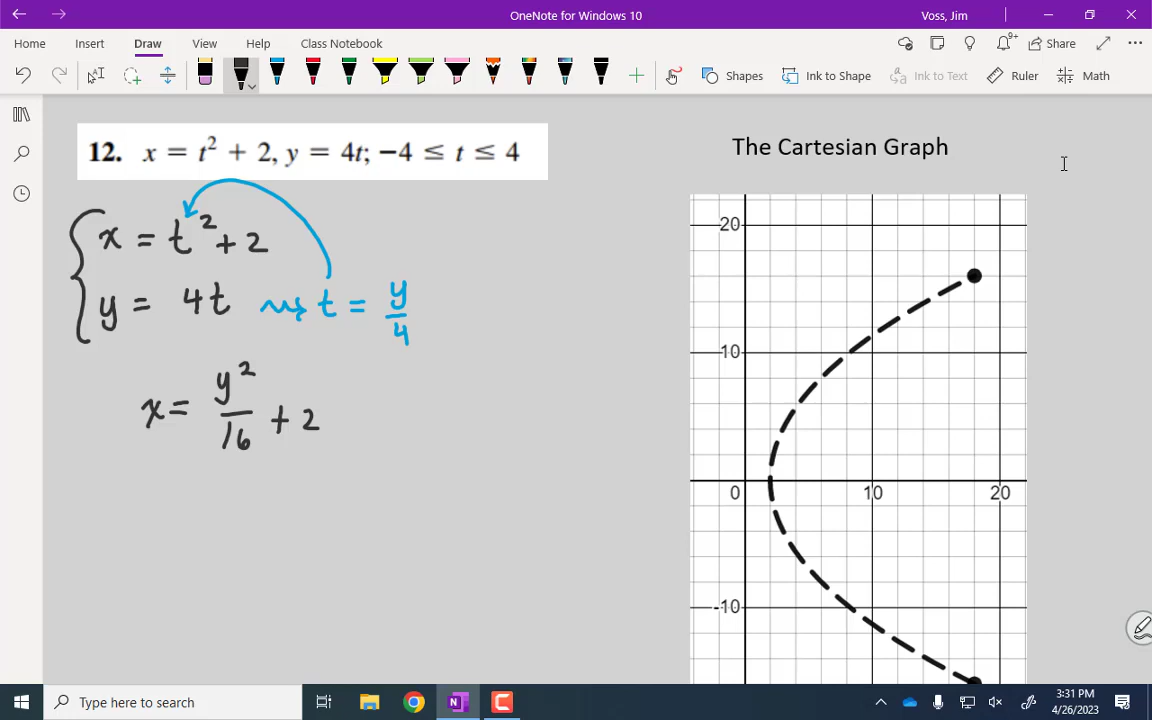 OneNote for Windows 10
Voss, Jim
Home Insert Draw View Help Class Notebook
9+
Share
Shapes Ink to Shape Ink to Text Ruler Math
12. x = t² + 2, y = 4t; −4 ≤ t ≤ 4
The Cartesian Graph
x = t² + 2
y = 4t ⇝ t = y/4
x = y²/16 + 2
20
10
0 10 20
-10
Type here to search
3:31 PM
4/26/2023